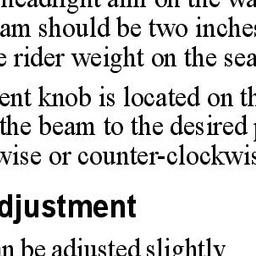 headlight aim on the wa
am should be two inches
e rider weight on the sea
ent knob is located on th
the beam to the desired p
wise or counter-clockwis
djustment
n be adjusted slightly